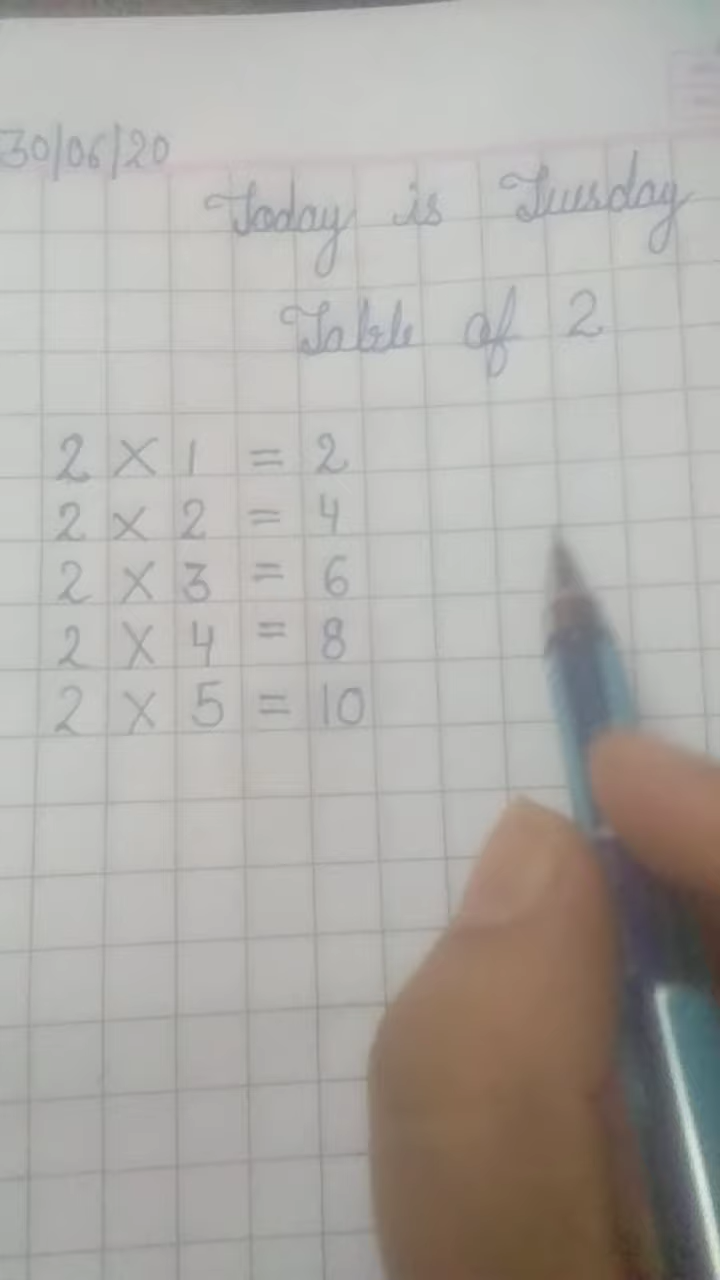 30/06/20
Today is Tuesday
Table of 2
2 × 1 = 2
2 × 2 = 4
2 × 3 = 6
2 × 4 = 8
2 × 5 = 10